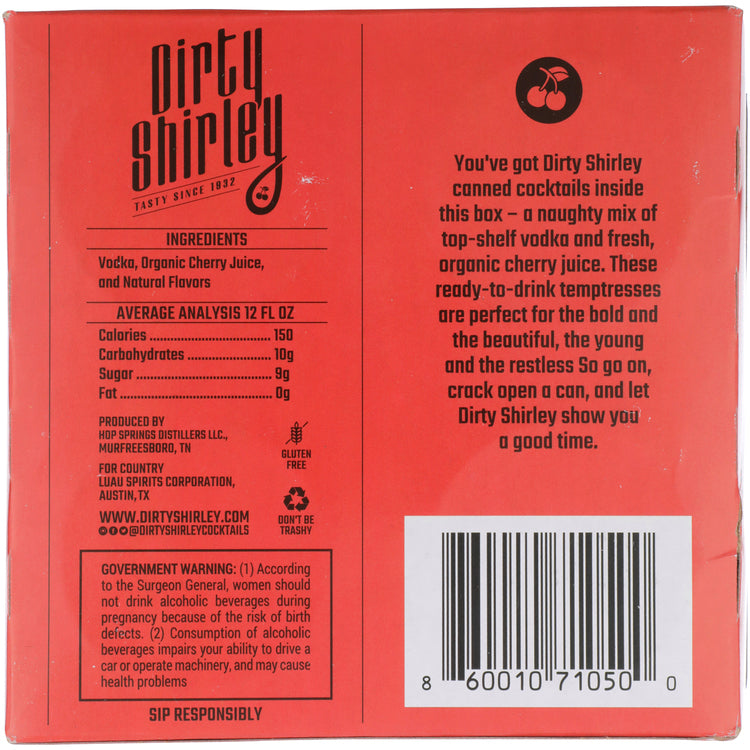 Dirty
Shirley
TASTY SINCE 1932
INGREDIENTS
Vodka, Organic Cherry Juice,
and Natural Flavors
AVERAGE ANALYSIS 12 FL OZ
Calories ............................ 150
Carbohydrates .................... 10g
Sugar ................................ 9g
Fat .................................... 0g
PRODUCED BY
HOP SPRINGS DISTILLERS LLC.,
MURFREESBORO, TN
FOR COUNTRY
LUAU SPIRITS CORPORATION,
AUSTIN, TX
WWW.DIRTYSHIRLEY.COM
@DIRTYSHIRLEYCOCKTAILS
GLUTEN
FREE
DON'T BE
TRASHY
GOVERNMENT WARNING: (1) According
to the Surgeon General, women should
not drink alcoholic beverages during
pregnancy because of the risk of birth
defects. (2) Consumption of alcoholic
beverages impairs your ability to drive a
car or operate machinery, and may cause
health problems
SIP RESPONSIBLY
You've got Dirty Shirley
canned cocktails inside
this box – a naughty mix of
top-shelf vodka and fresh,
organic cherry juice. These
ready-to-drink temptresses
are perfect for the bold and
the beautiful, the young
and the restless So go on,
crack open a can, and let
Dirty Shirley show you
a good time.
8 60010 71050 0